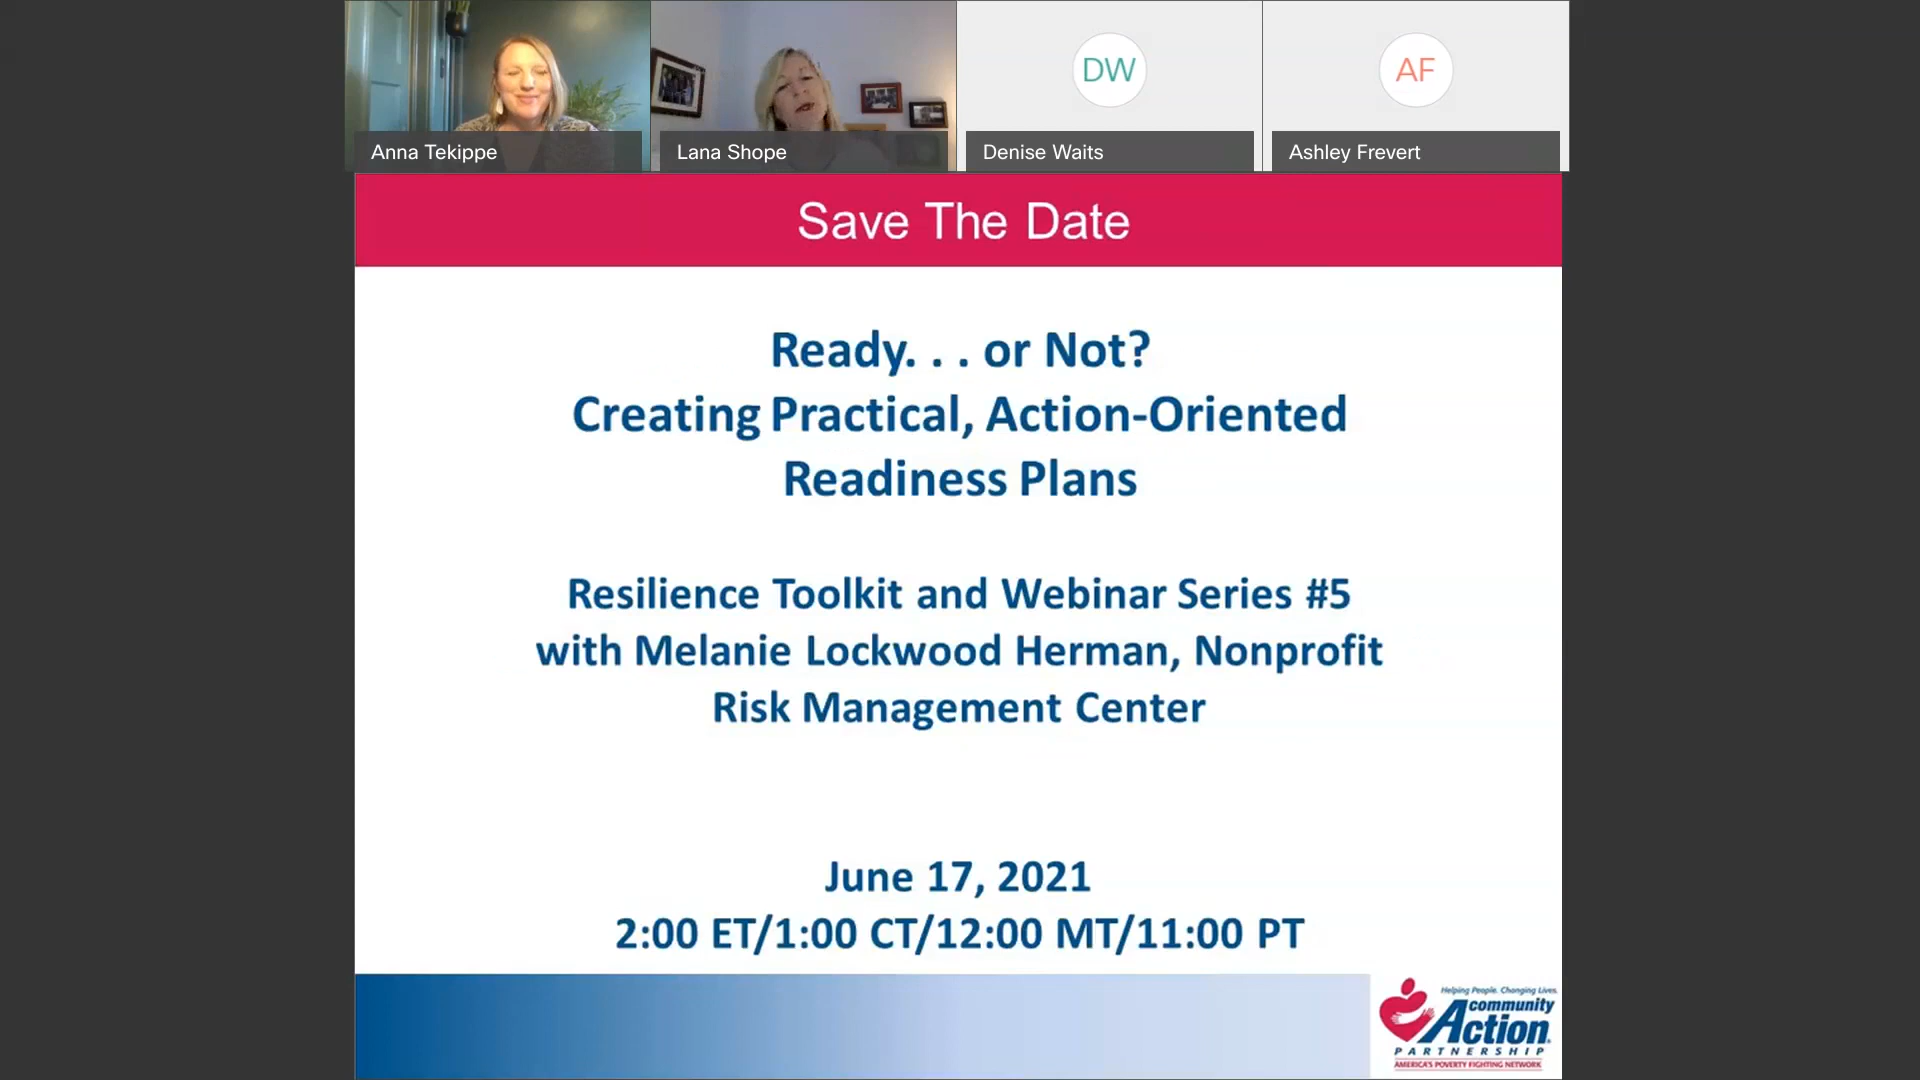 DW
AF
Anna Tekippe
Lana Shope
Denise Waits
Ashley Frevert
Save The Date
Ready. . . or Not?
Creating Practical, Action-Oriented
Readiness Plans
Resilience Toolkit and Webinar Series #5
with Melanie Lockwood Herman, Nonprofit
Risk Management Center
June 17, 2021
2:00 ET/1:00 CT/12:00 MT/11:00 PT
Helping People. Changing Lives.
community
Action
PARTNERSHIP
AMERICA'S POVERTY FIGHTING NETWORK